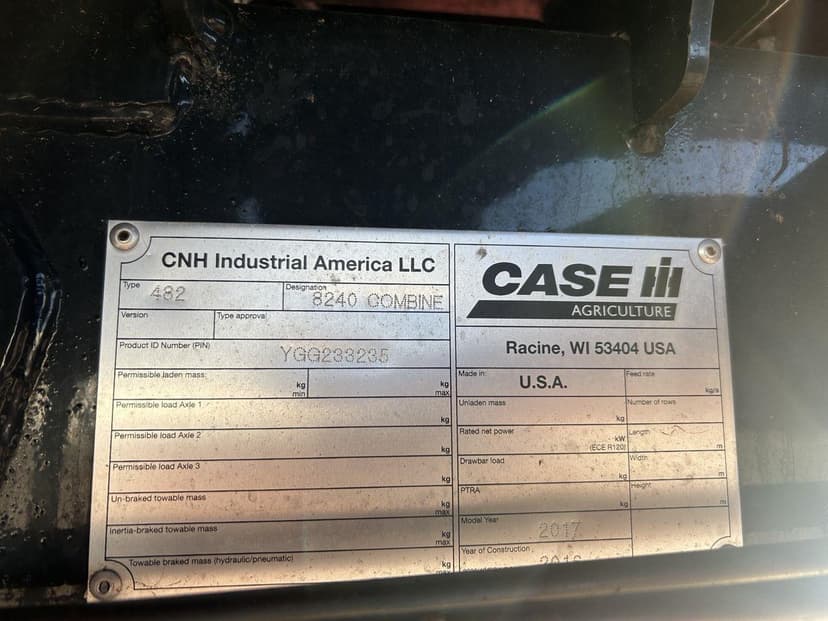 CNH Industrial America LLC
Type 482
Designation 8240 COMBINE
Version
Type approval
Product ID Number (PIN) YGG233235
Permissible laden mass kg min kg max
Permissible load Axle 1 kg
Permissible load Axle 2 kg
Permissible load Axle 3 kg
Un-braked towable mass kg max
Inertia-braked towable mass kg max
Towable braked mass (hydraulic/pneumatic) kg max
CASE IH
AGRICULTURE
Racine, WI 53404 USA
Made in: U.S.A.
Feed rate kg/s
Unladen mass kg
Number of rows
Rated net power kW (ECE R120)
Length m
Drawbar load kg
Width m
PTRA kg
Height m
Model Year 2017
Year of Construction